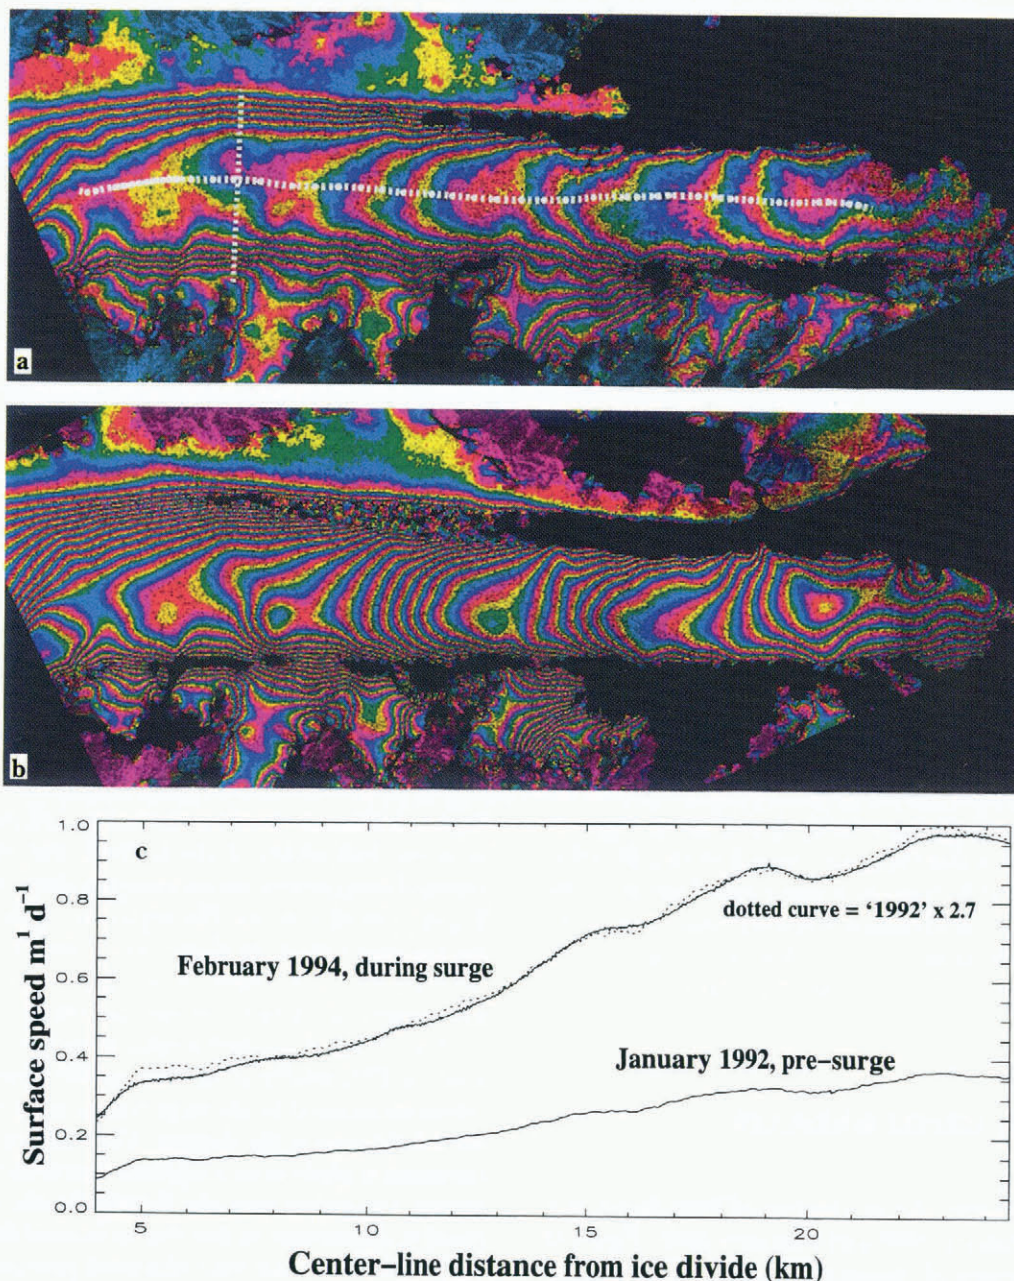 a
b
c
1.0
0.8
0.6
0.4
0.2
0.0
5
10
15
20
Surface speed m¹ d⁻¹
February 1994, during surge
dotted curve = ‘1992’ x 2.7
January 1992, pre-surge
Center-line distance from ice divide (km)